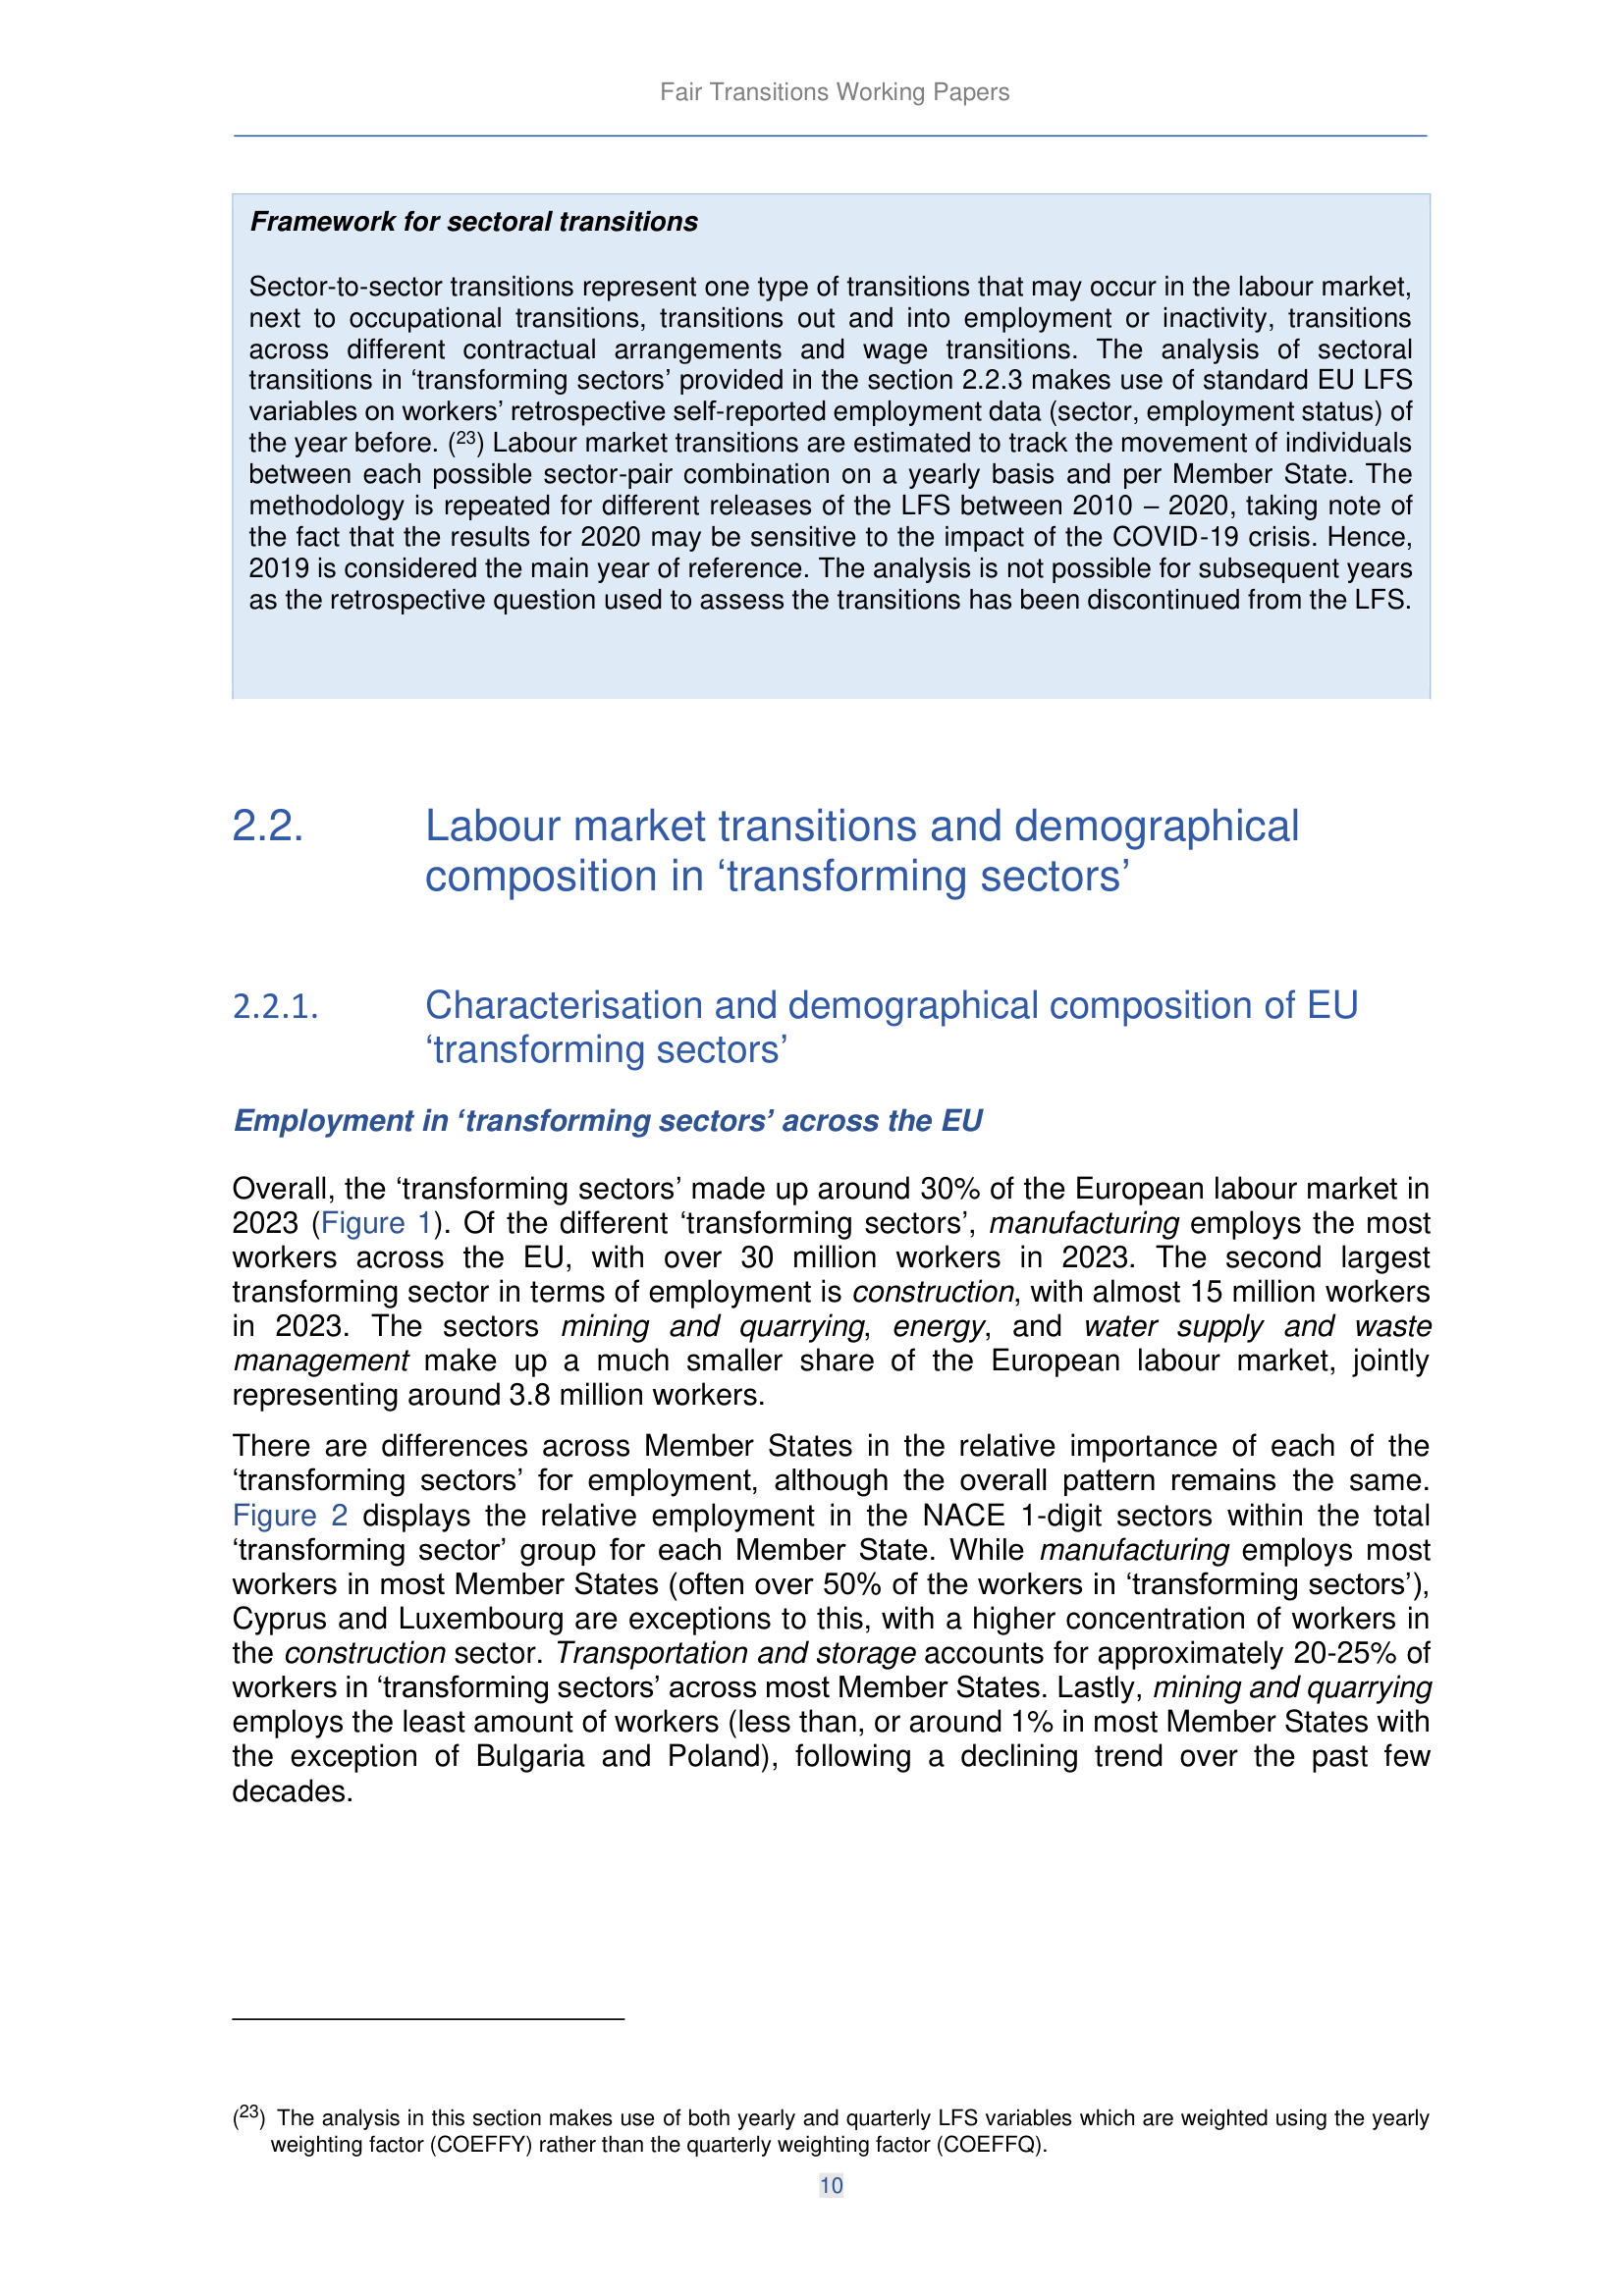 Fair Transitions Working Papers
Framework for sectoral transitions
Sector-to-sector transitions represent one type of transitions that may occur in the labour market,
next to occupational transitions, transitions out and into employment or inactivity, transitions
across different contractual arrangements and wage transitions. The analysis of sectoral
transitions in ‘transforming sectors’ provided in the section 2.2.3 makes use of standard EU LFS
variables on workers’ retrospective self-reported employment data (sector, employment status) of
the year before. (23) Labour market transitions are estimated to track the movement of individuals
between each possible sector-pair combination on a yearly basis and per Member State. The
methodology is repeated for different releases of the LFS between 2010 – 2020, taking note of
the fact that the results for 2020 may be sensitive to the impact of the COVID-19 crisis. Hence,
2019 is considered the main year of reference. The analysis is not possible for subsequent years
as the retrospective question used to assess the transitions has been discontinued from the LFS.
2.2. Labour market transitions and demographical
composition in ‘transforming sectors’
2.2.1. Characterisation and demographical composition of EU
‘transforming sectors’
Employment in ‘transforming sectors’ across the EU
Overall, the ‘transforming sectors’ made up around 30% of the European labour market in
2023 (Figure 1). Of the different ‘transforming sectors’, manufacturing employs the most
workers across the EU, with over 30 million workers in 2023. The second largest
transforming sector in terms of employment is construction, with almost 15 million workers
in 2023. The sectors mining and quarrying, energy, and water supply and waste
management make up a much smaller share of the European labour market, jointly
representing around 3.8 million workers.
There are differences across Member States in the relative importance of each of the
‘transforming sectors’ for employment, although the overall pattern remains the same.
Figure 2 displays the relative employment in the NACE 1-digit sectors within the total
‘transforming sector’ group for each Member State. While manufacturing employs most
workers in most Member States (often over 50% of the workers in ‘transforming sectors’),
Cyprus and Luxembourg are exceptions to this, with a higher concentration of workers in
the construction sector. Transportation and storage accounts for approximately 20-25% of
workers in ‘transforming sectors’ across most Member States. Lastly, mining and quarrying
employs the least amount of workers (less than, or around 1% in most Member States with
the exception of Bulgaria and Poland), following a declining trend over the past few
decades.
(23) The analysis in this section makes use of both yearly and quarterly LFS variables which are weighted using the yearly
weighting factor (COEFFY) rather than the quarterly weighting factor (COEFFQ).
10